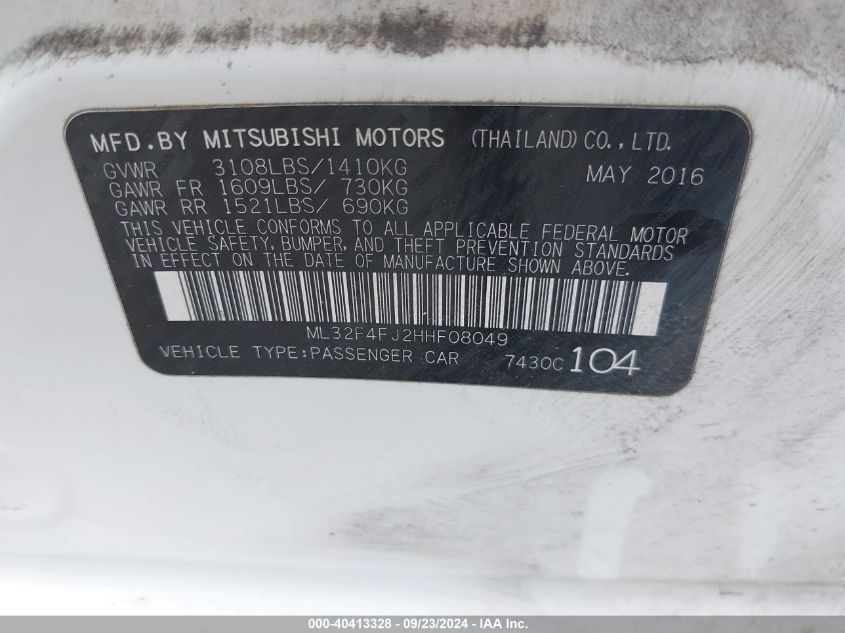 MFD.BY MITSUBISHI MOTORS (THAILAND) CO., LTD.
GVWR 3108LBS/1410KG MAY 2016
GAWR FR 1609LBS/ 730KG
GAWR RR 1521LBS/ 690KG
THIS VEHICLE CONFORMS TO ALL APPLICABLE FEDERAL MOTOR
VEHICLE SAFETY, BUMPER, AND THEFT PREVENTION STANDARDS
IN EFFECT ON THE DATE OF MANUFACTURE SHOWN ABOVE.
ML32F4FJ2HHF08049
VEHICLE TYPE:PASSENGER CAR 7430C 104
000-40413328 - 09/23/2024 - IAA Inc.